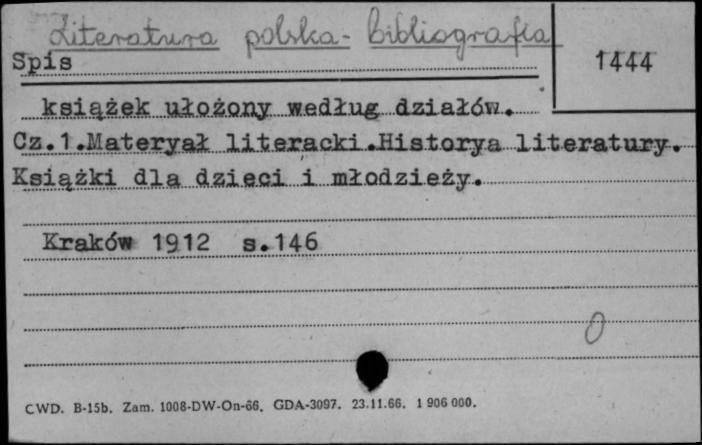 Literatura polska - bibliografia
Spis
1444
książek ułożony według działów.
Cz.1.Materyał literacki.Historya literatury.
Książki dla dzieci i młodzieży.
Kraków 1912 s.146
0
CWD. B-15b. Zam. 1008-DW-On-66. GDA-3097. 23.11.66. 1 906 000.